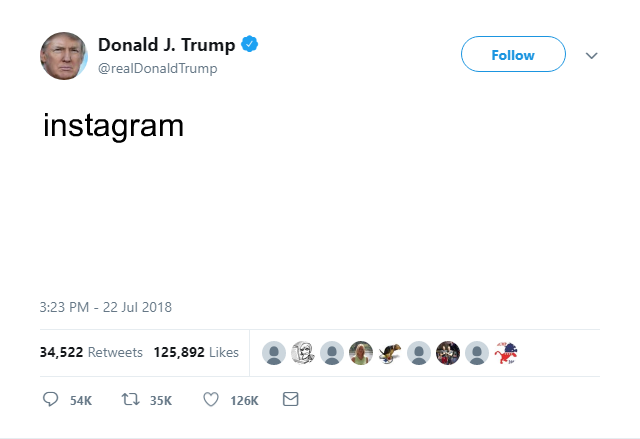 Donald J. Trump
@realDonaldTrump
Follow
instagram
3:23 PM - 22 Jul 2018
34,522 Retweets 125,892 Likes
54K 35K 126K